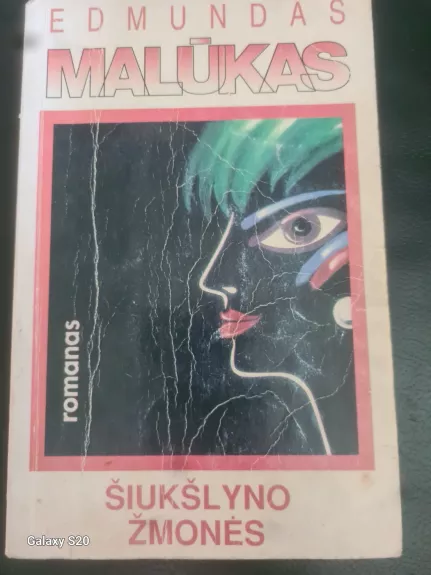 EDMUNDAS
MALŪKAS
romanas
ŠIUKŠLYNO
ŽMONĖS
Galaxy S20